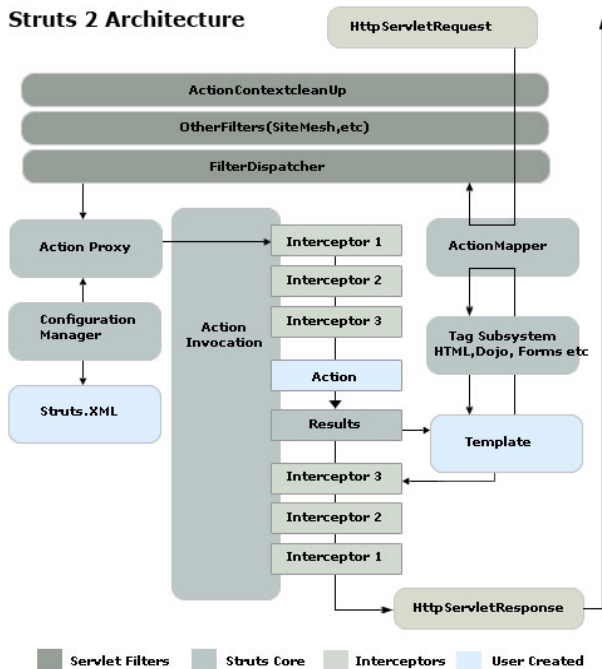 Struts 2 Architecture
HttpServletRequest
ActionContextcleanUp
OtherFilters(SiteMesh,etc)
FilterDispatcher
Action Proxy
Interceptor 1
ActionMapper
Interceptor 2
Configuration
Manager
Action
Invocation
Interceptor 3
Tag Subsystem
HTML,Dojo, Forms etc
Action
Struts.XML
Results
Template
Interceptor 3
Interceptor 2
Interceptor 1
HttpServletResponse
Servlet Filters
Struts Core
Interceptors
User Created